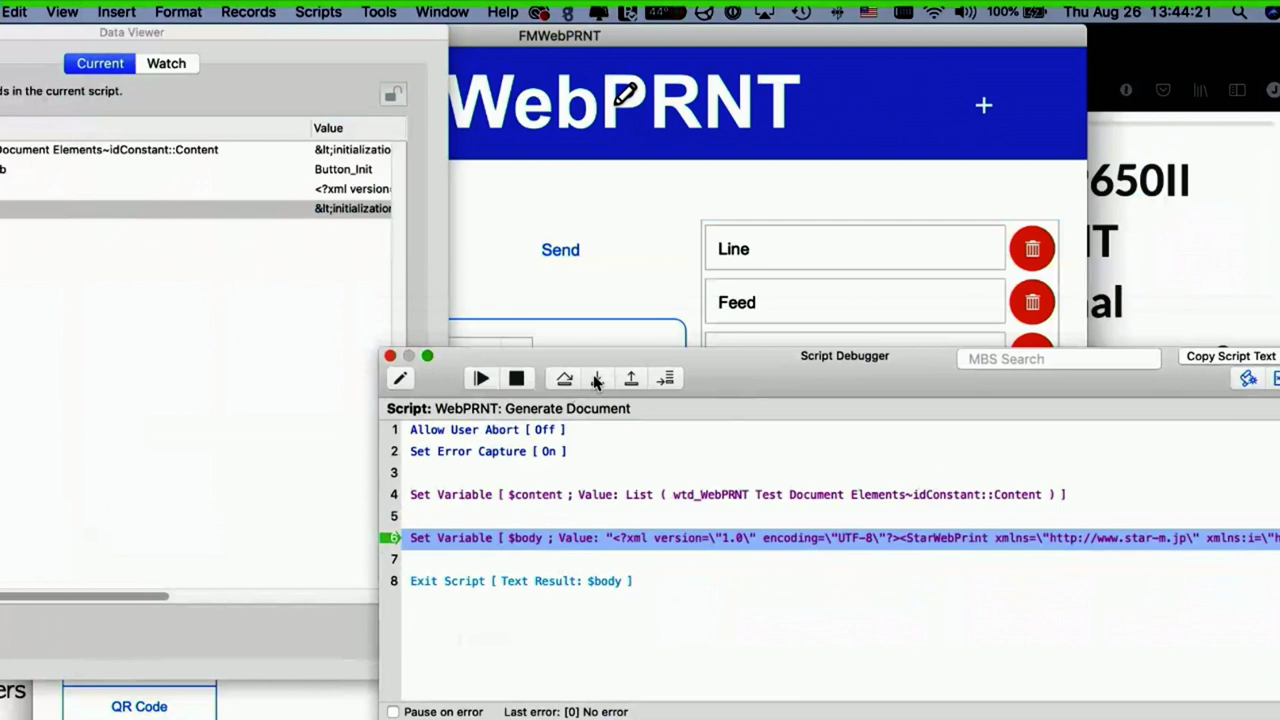 Edit View Insert Format Records Scripts Tools Window Help 100% Thu Aug 26 13:44:21
Data Viewer
FMWebPRNT
Current Watch
ds in the current script.
WebPRNT
+
Value
Document Elements~idConstant::Content &lt;initializatio
b Button_Init
<?xml version=
&lt;initialization
650II
T
al
Send
Line
Feed
Script Debugger
MBS Search
Copy Script Text
Script: WebPRNT: Generate Document
1 Allow User Abort [ Off ]
2 Set Error Capture [ On ]
3
4 Set Variable [ $content ; Value: List ( wtd_WebPRNT Test Document Elements~idConstant::Content ) ]
5
6 Set Variable [ $body ; Value: "<?xml version=\"1.0\" encoding=\"UTF-8\"?><StarWebPrint xmlns=\"http://www.star-m.jp\" xmlns:i=\"h
7
8 Exit Script [ Text Result: $body ]
ers
QR Code
Pause on error Last error: [0] No error